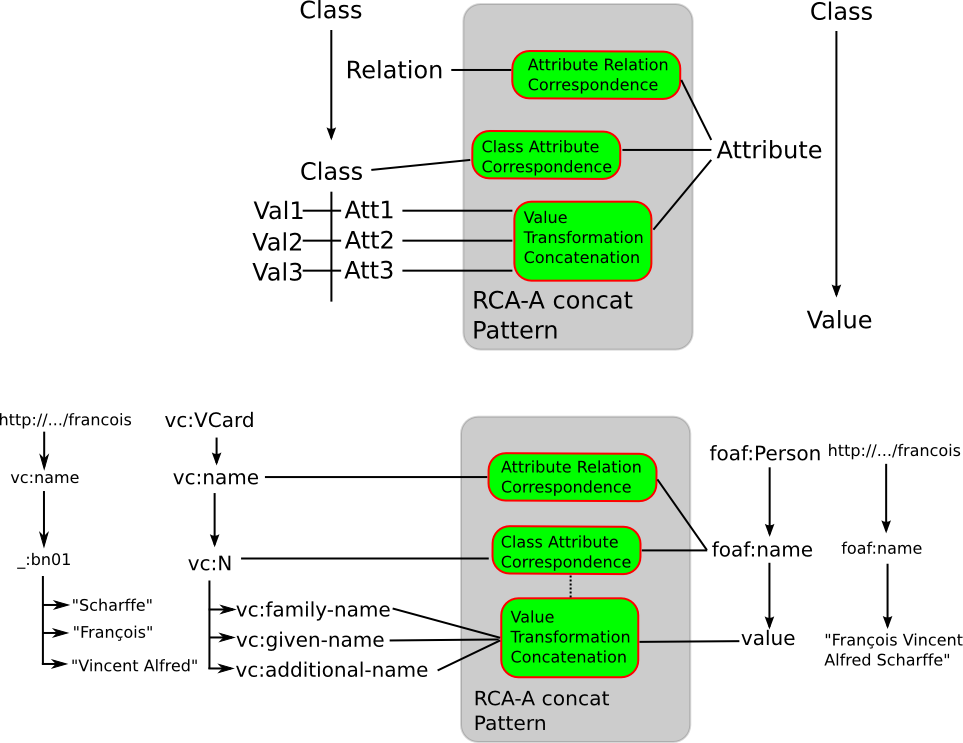 Class
Class
Relation
Attribute Relation
Correspondence
Class Attribute
Correspondence
Attribute
Class
Val1
Att1
Value
Transformation
Concatenation
Val2
Att2
Val3
Att3
RCA-A concat
Pattern
Value
http://.../francois
vc:VCard
foaf:Person
http://.../francois
vc:name
vc:name
Attribute Relation
Correspondence
Class Attribute
Correspondence
foaf:name
foaf:name
_:bn01
vc:N
"Scharffe"
vc:family-name
Value
Transformation
Concatenation
"François"
vc:given-name
value
"François Vincent
Alfred Scharffe"
"Vincent Alfred"
vc:additional-name
RCA-A concat
Pattern